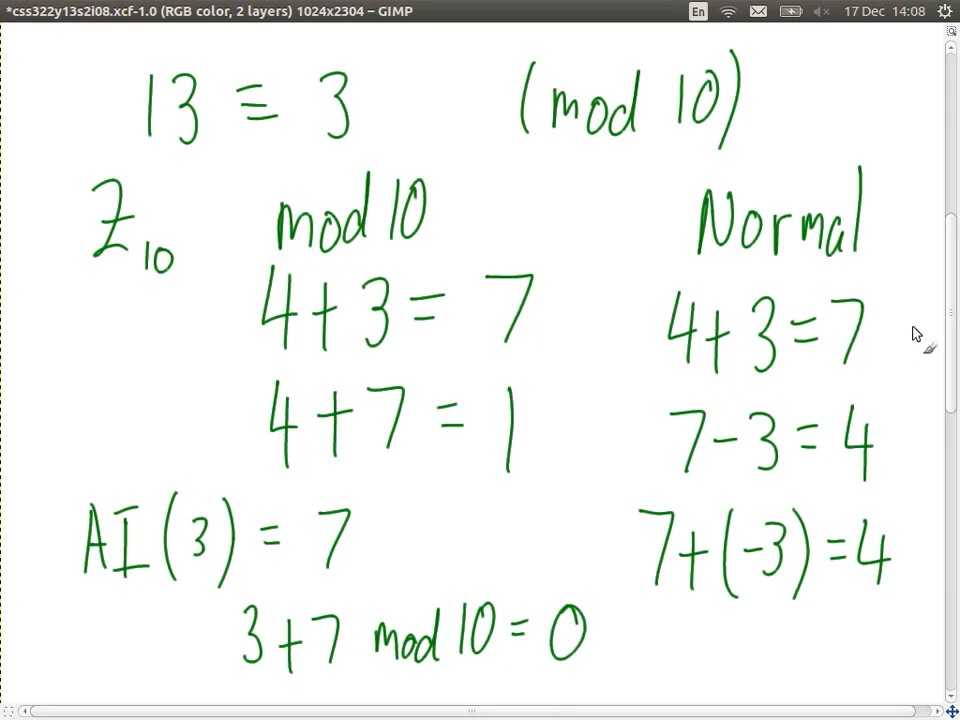 *css322y13s2i08.xcf-1.0 (RGB color, 2 layers) 1024x2304 – GIMP En 17 Dec 14:08
13 ≡ 3 (mod 10)
Z10 mod 10 Normal
4+3= 7 4+3=7
4+7=1 7-3=4
AI(3) = 7 7+(-3)=4
3+7 mod 10=0